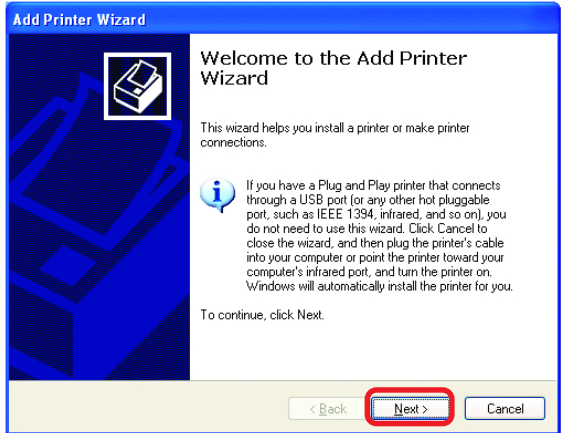 Add Printer Wizard
Welcome to the Add Printer
Wizard
This wizard helps you install a printer or make printer
connections.
If you have a Plug and Play printer that connects
through a USB port (or any other hot pluggable
port, such as IEEE 1394, infrared, and so on), you
do not need to use this wizard. Click Cancel to
close the wizard, and then plug the printer's cable
into your computer or point the printer toward your
computer's infrared port, and turn the printer on.
Windows will automatically install the printer for you.
To continue, click Next.
< Back Next > Cancel